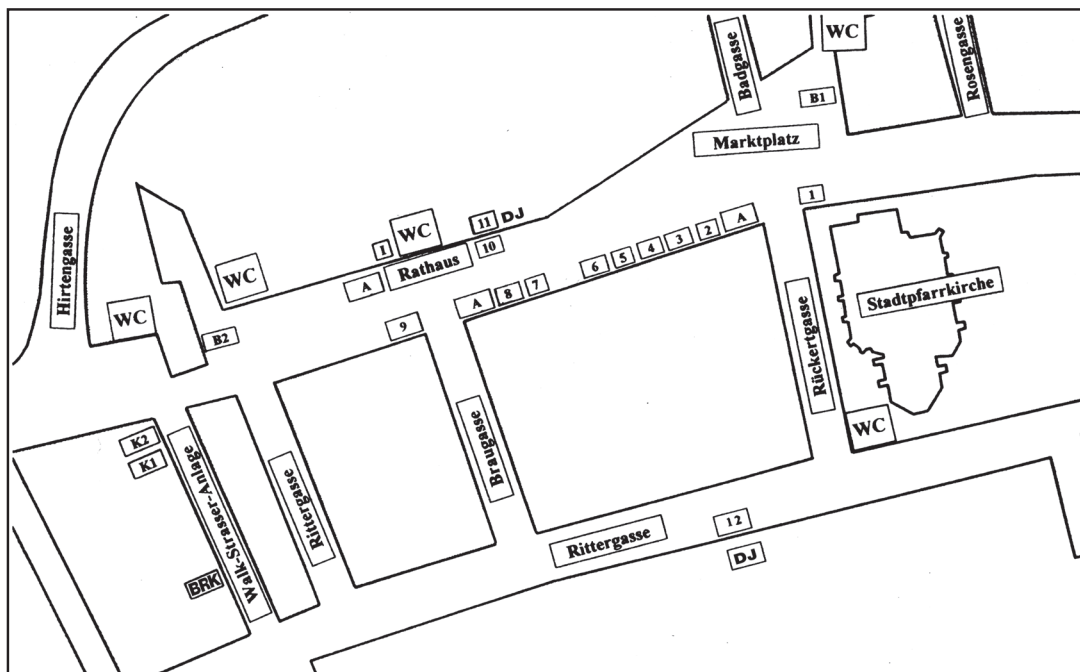 WC
Badgasse
Rosengasse
B1
Marktplatz
1
Hirtengasse
I
WC
11 DJ
10
A
Rathaus
A
2
3
4
5
6
7
8
A
9
WC
WC
B2
Rückertgasse
Stadtpfarrkirche
WC
K2
K1
Walk-Strasser-Anlage
Rittergasse
Braugasse
BRK
Rittergasse
12
DJ